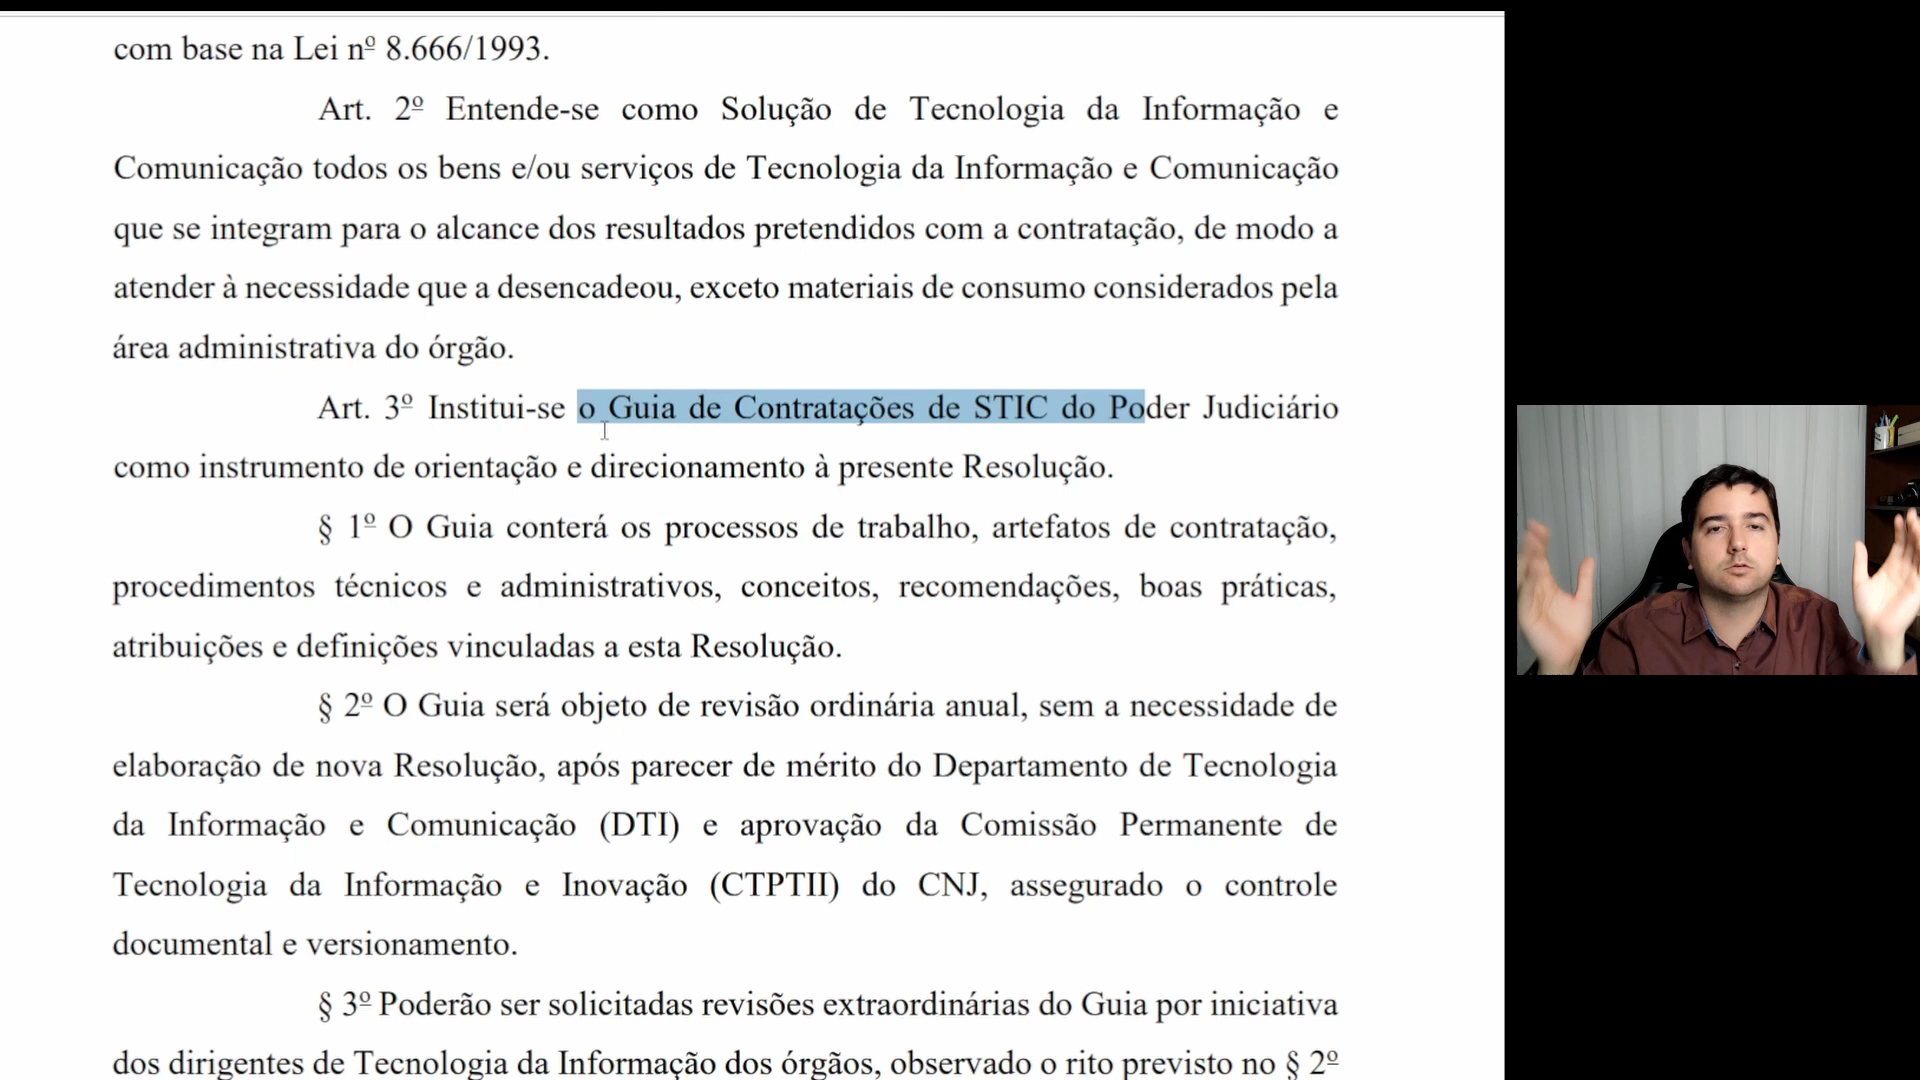 com base na Lei nº 8.666/1993.
Art. 2º Entende-se como Solução de Tecnologia da Informação e
Comunicação todos os bens e/ou serviços de Tecnologia da Informação e Comunicação
que se integram para o alcance dos resultados pretendidos com a contratação, de modo a
atender à necessidade que a desencadeou, exceto materiais de consumo considerados pela
área administrativa do órgão.
Art. 3º Institui-se o Guia de Contratações de STIC do Poder Judiciário
como instrumento de orientação e direcionamento à presente Resolução.
§ 1º O Guia conterá os processos de trabalho, artefatos de contratação,
procedimentos técnicos e administrativos, conceitos, recomendações, boas práticas,
atribuições e definições vinculadas a esta Resolução.
§ 2º O Guia será objeto de revisão ordinária anual, sem a necessidade de
elaboração de nova Resolução, após parecer de mérito do Departamento de Tecnologia
da Informação e Comunicação (DTI) e aprovação da Comissão Permanente de
Tecnologia da Informação e Inovação (CTPTII) do CNJ, assegurado o controle
documental e versionamento.
§ 3º Poderão ser solicitadas revisões extraordinárias do Guia por iniciativa
dos dirigentes de Tecnologia da Informação dos órgãos, observado o rito previsto no § 2º